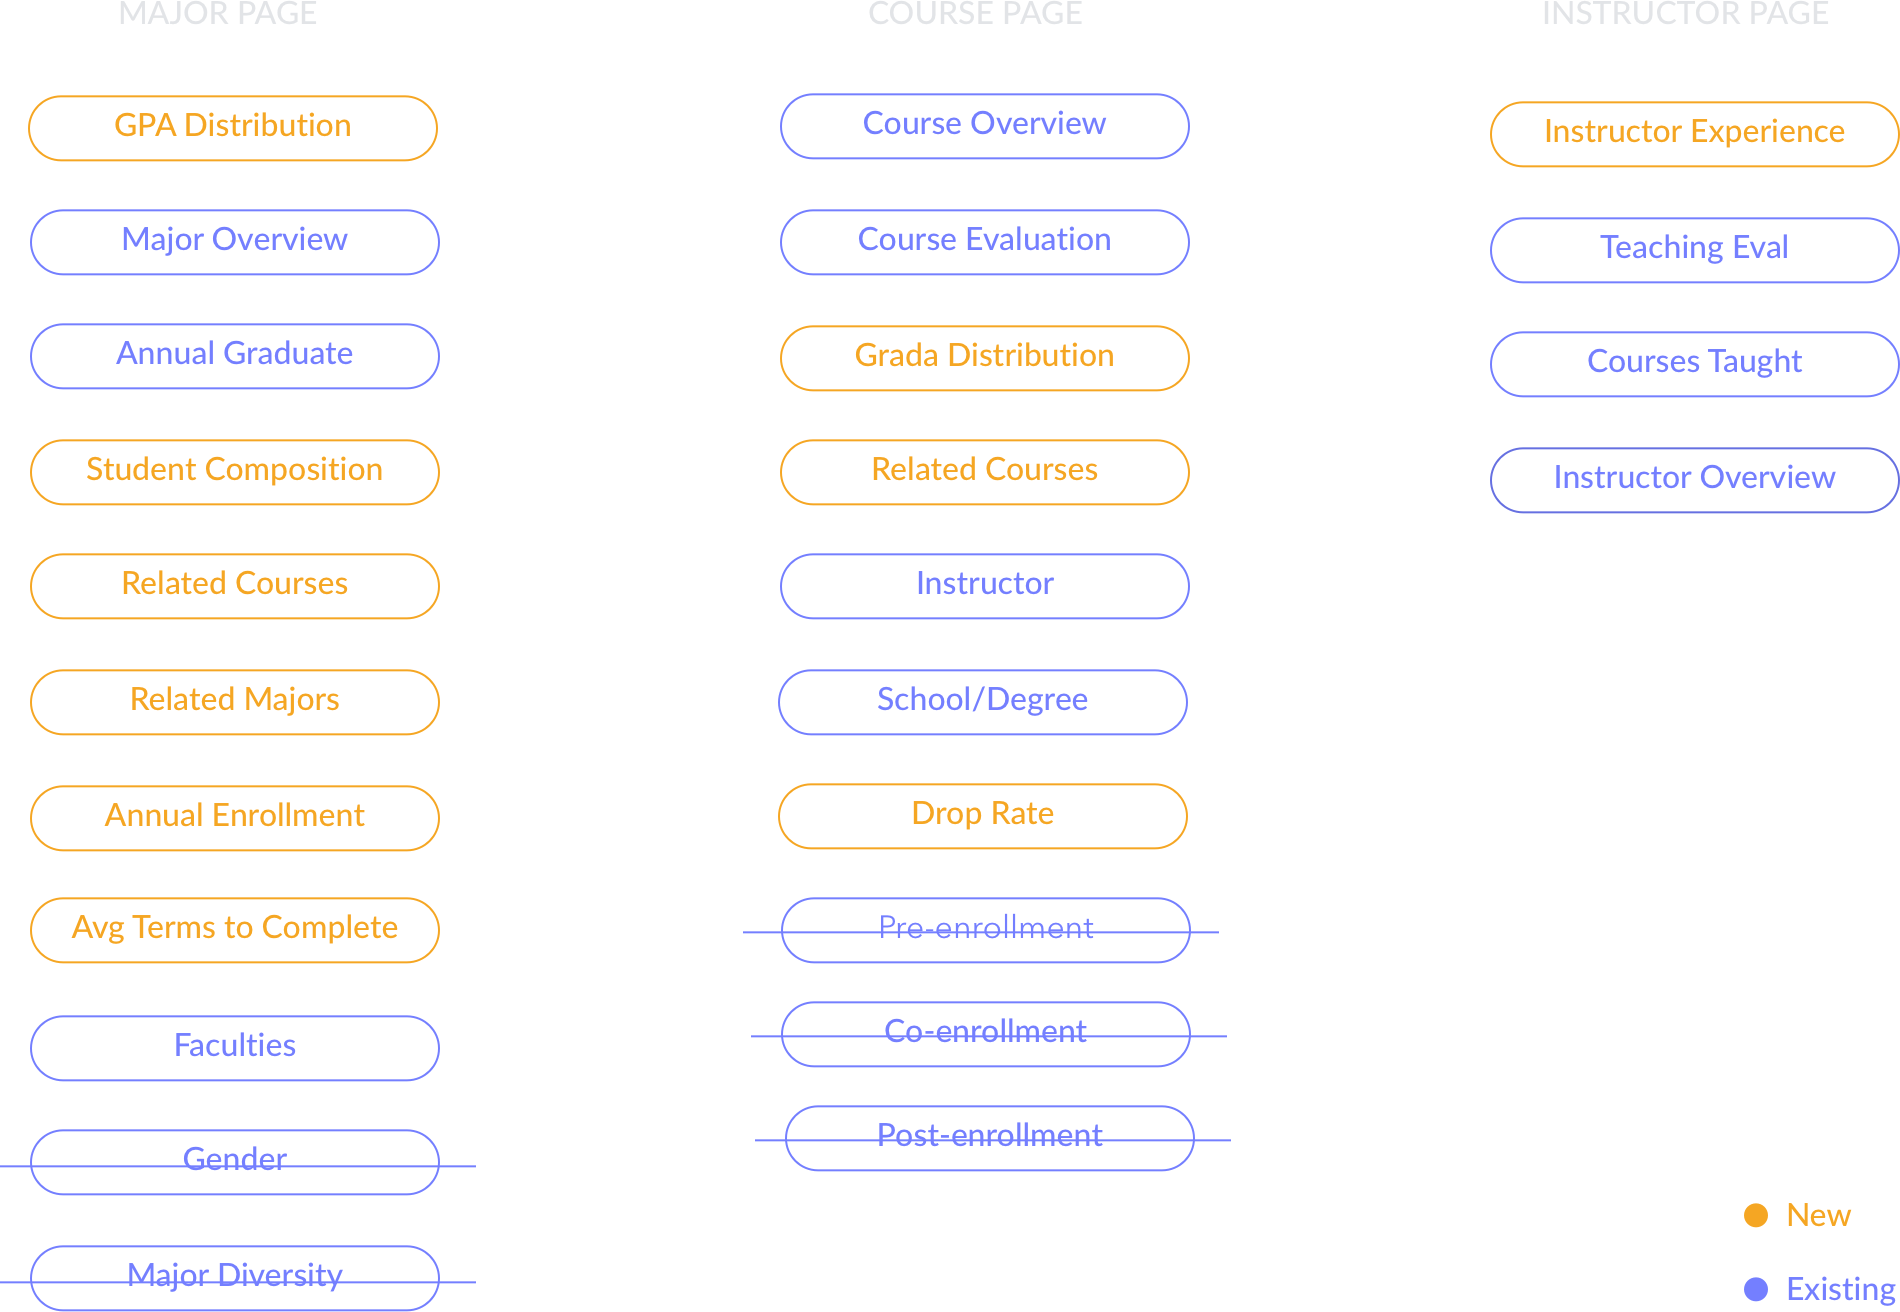 MAJOR PAGE
GPA Distribution
Major Overview
Annual Graduate
Student Composition
Related Courses
Related Majors
Annual Enrollment
Avg Terms to Complete
Faculties
Gender
Major Diversity
COURSE PAGE
Course Overview
Course Evaluation
Grada Distribution
Related Courses
Instructor
School/Degree
Drop Rate
Pre-enrollment
Co-enrollment
Post-enrollment
INSTRUCTOR PAGE
Instructor Experience
Teaching Eval
Courses Taught
Instructor Overview
New
Existing